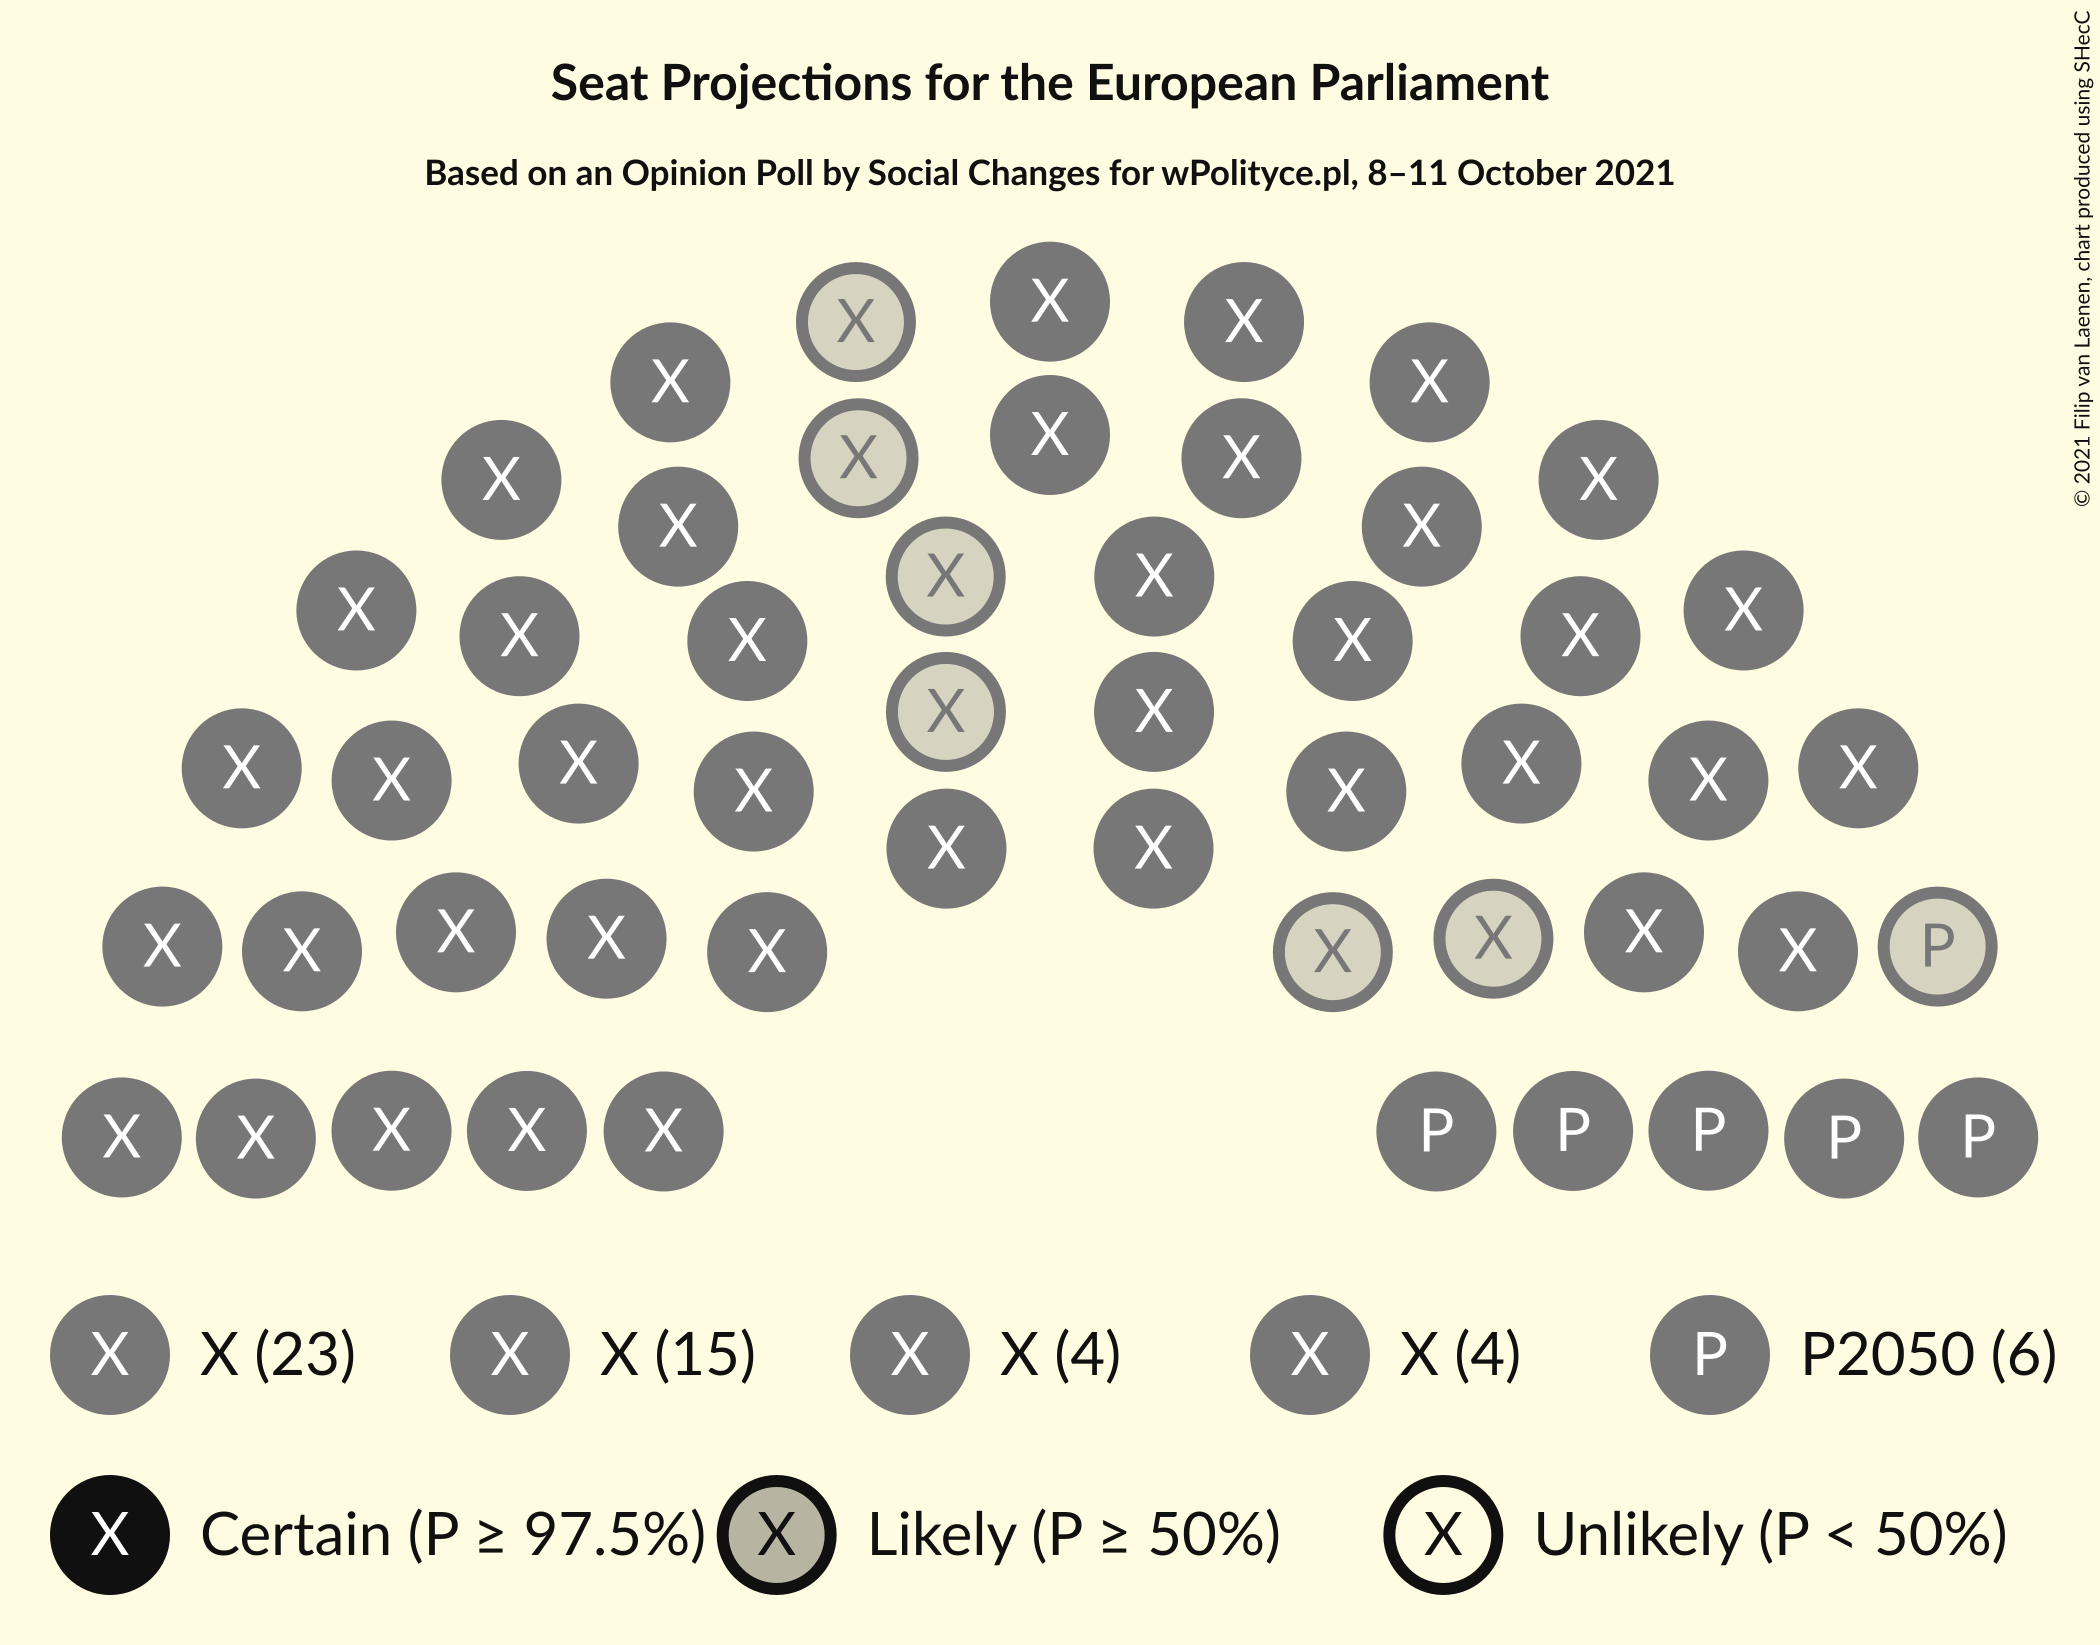 Seat Projections for the European Parliament
Based on an Opinion Poll by Social Changes for wPolityce.pl, 8–11 October 2021
© 2021 Filip van Laenen, chart produced using SHecC
X X X
X X
X X X
X X X X
X X
X X X X
X X X X
X X
X X X X
X X X X
X X
X X X X X
X X X X P
X X X X X P P P P P
X X (23) X X (15) X X (4) X X (4) P P2050 (6)
X Certain (P ≥ 97.5%) X Likely (P ≥ 50%) X Unlikely (P < 50%)